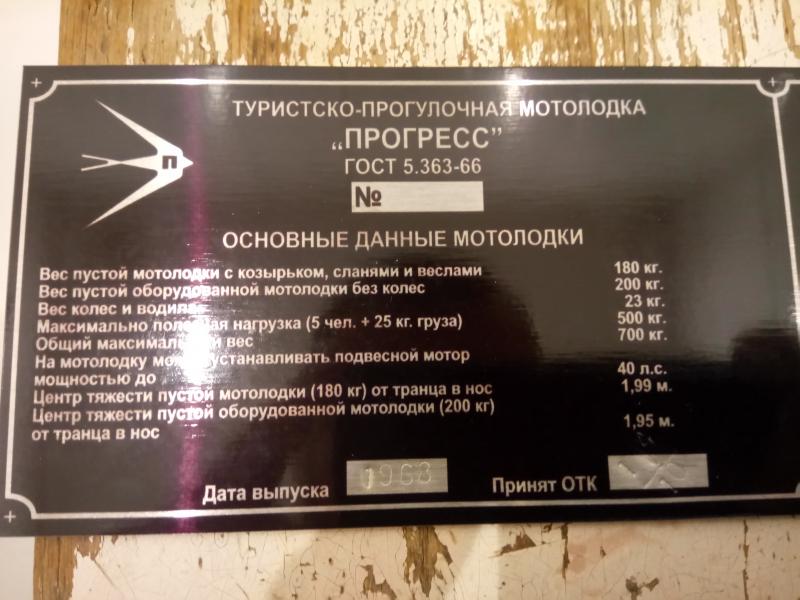 П
ТУРИСТСКО-ПРОГУЛОЧНАЯ МОТОЛОДКА
„ПРОГРЕСС”
ГОСТ 5.363-66
№
ОСНОВНЫЕ ДАННЫЕ МОТОЛОДКИ
Вес пустой мотолодки с козырьком, сланями и веслами 180 кг.
Вес пустой оборудованной мотолодки без колес 200 кг.
Вес колес и водила 23 кг.
Максимально полезная нагрузка (5 чел. + 25 кг. груза) 500 кг.
Общий максимальный вес 700 кг.
На мотолодку устанавливать подвесной мотор
мощностью до 40 л.с.
Центр тяжести пустой мотолодки (180 кг) от транца в нос 1,99 м.
Центр тяжести пустой оборудованной мотолодки (200 кг)
от транца в нос 1,95 м.
Дата выпуска 1968 Принят ОТК